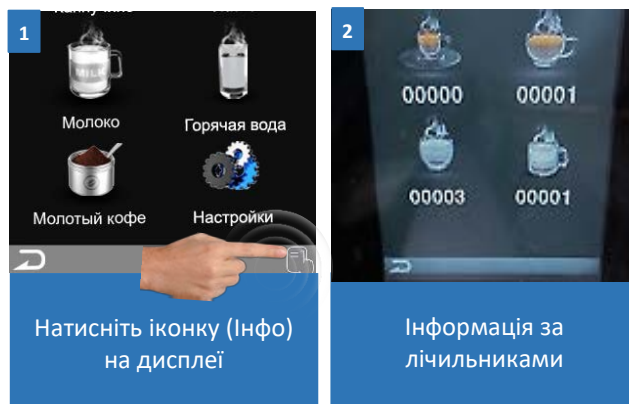 1
MILK
Молоко
Горячая вода
Молотый кофе
Настройки
Натисніть іконку (Інфо)
на дисплеї
2
00000
00001
00003
00001
Інформація за
лічильниками